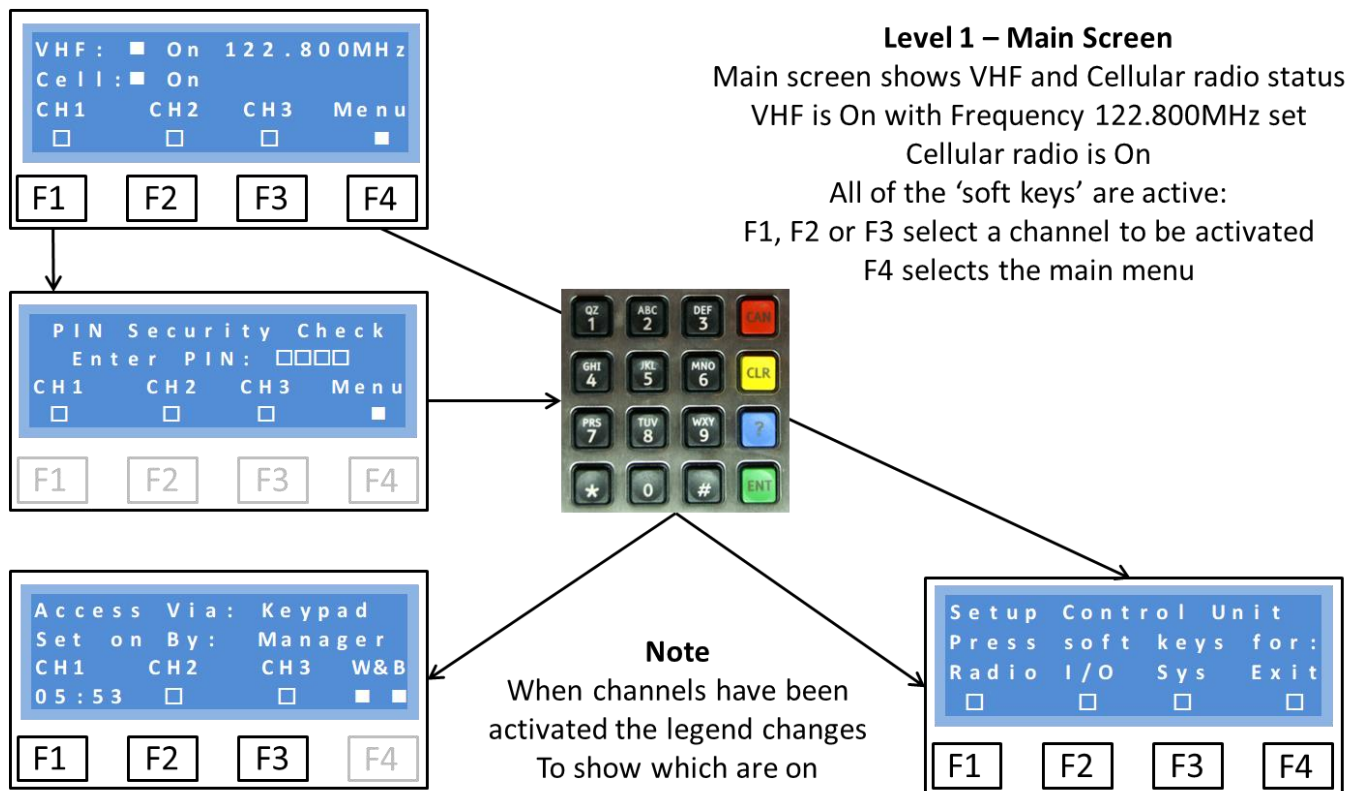 VHF: ■ On 122.800MHz
Cell:■ On
CH1 CH2 CH3 Menu
□ □ □ ■
F1 F2 F3 F4
Level 1 – Main Screen
Main screen shows VHF and Cellular radio status
VHF is On with Frequency 122.800MHz set
Cellular radio is On
All of the ‘soft keys’ are active:
F1, F2 or F3 select a channel to be activated
F4 selects the main menu
PIN Security Check
Enter PIN: □□□□
CH1 CH2 CH3 Menu
□ □ □ ■
F1 F2 F3 F4
QZ ABC DEF
1 2 3 CAN
GHI JKL MNO
4 5 6 CLR
PRS TUV WXY
7 8 9 ?
* 0 # ENT
Access Via: Keypad
Set on By: Manager
CH1 CH2 CH3 W&B
05:53 □ □ ■ ■
F1 F2 F3 F4
Note
When channels have been
activated the legend changes
To show which are on
Setup Control Unit
Press soft keys for:
Radio I/O Sys Exit
□ □ □ □
F1 F2 F3 F4